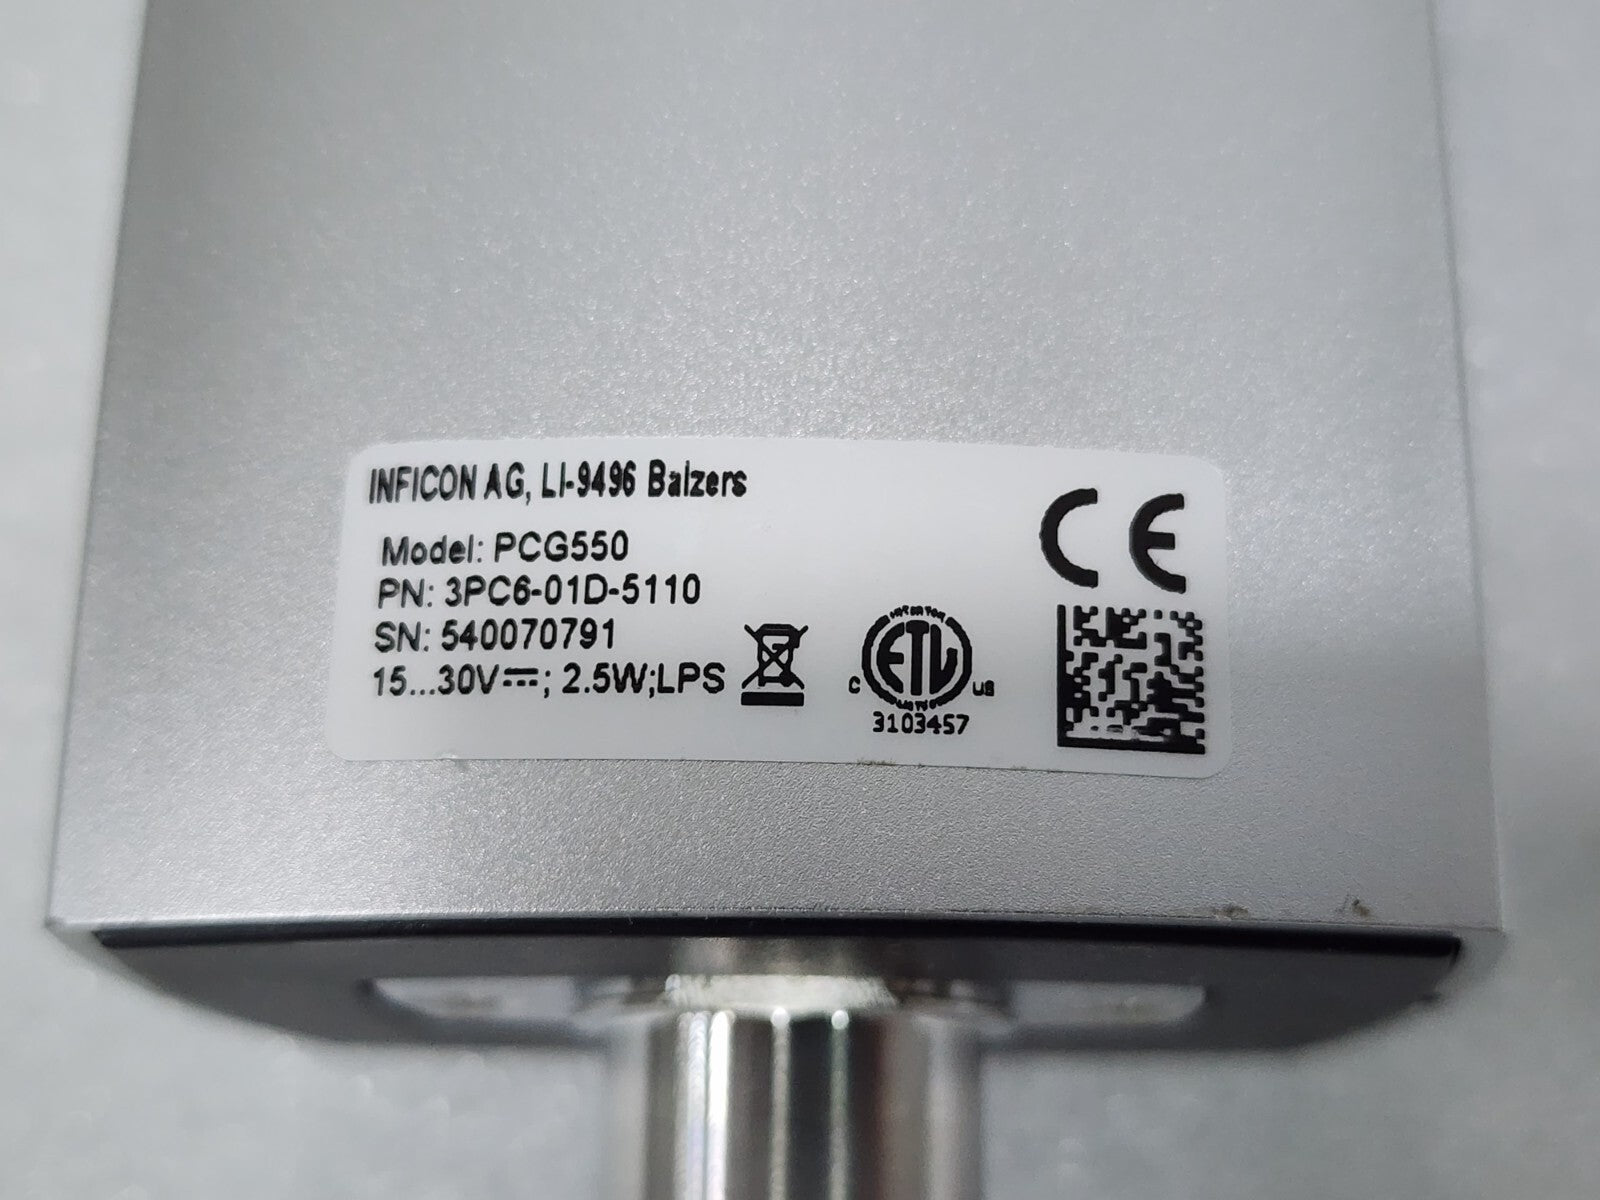 INFICON AG, LI-9496 Balzers
Model: PCG550
PN: 3PC6-01D-5110
SN: 540070791
15...30V⎓; 2.5W;LPS
CE
ETL
C US
3103457